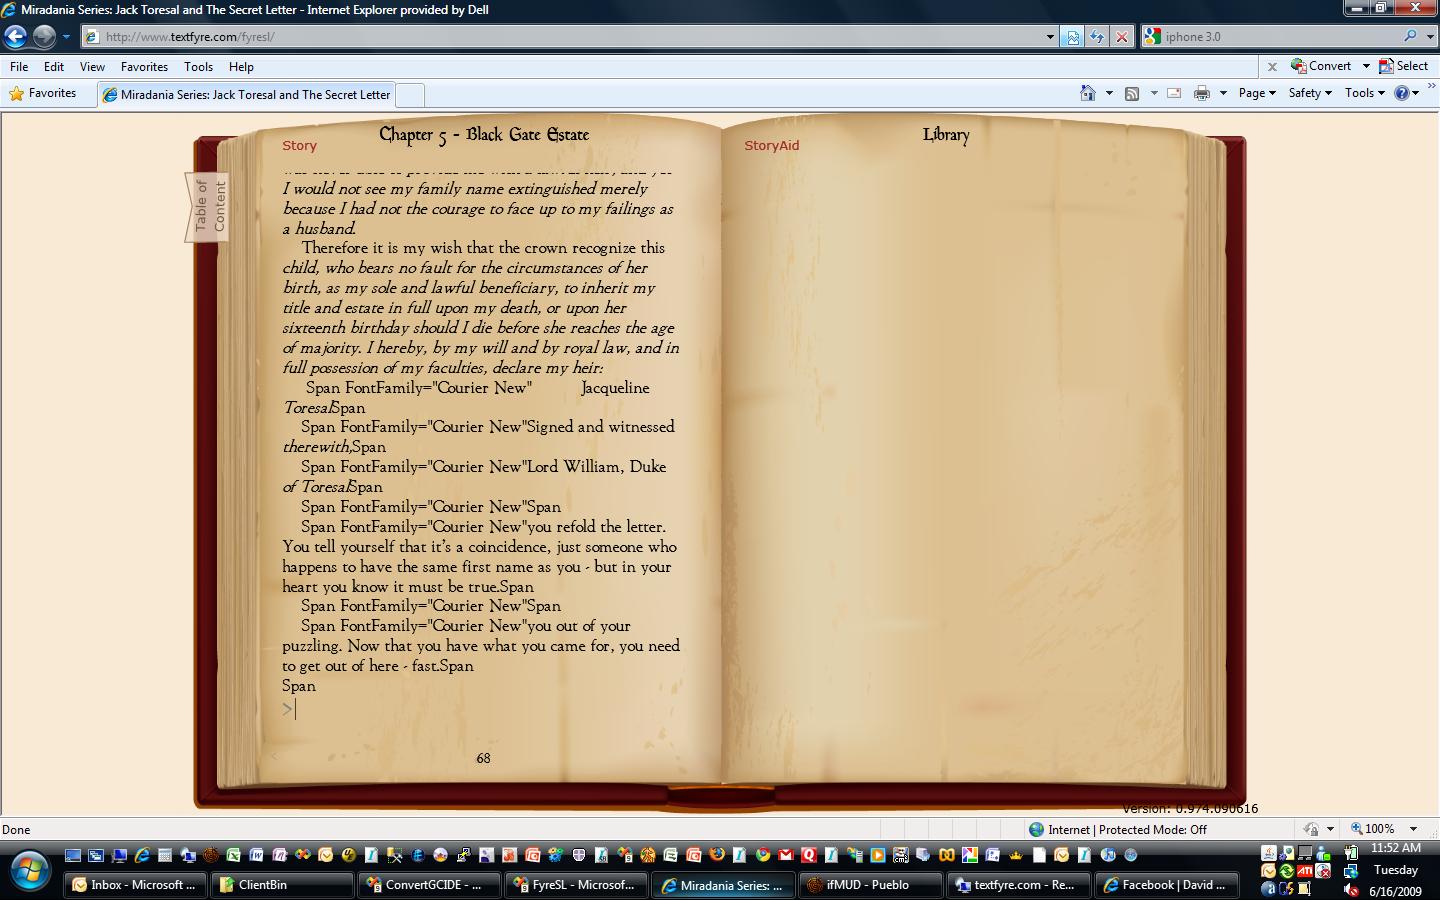 Miradania Series: Jack Toresal and The Secret Letter - Internet Explorer provided by Dell
http://www.textfyre.com/fyresl/
iphone 3.0
File Edit View Favorites Tools Help
Convert Select
Favorites
Miradania Series: Jack Toresal and The Secret Letter
Page Safety Tools
Chapter 5 - Black Gate Estate
Library
Story
StoryAid
Table of
Content
I would not see my family name extinguished merely
because I had not the courage to face up to my failings as
a husband.
Therefore it is my wish that the crown recognize this
child, who bears no fault for the circumstances of her
birth, as my sole and lawful beneficiary, to inherit my
title and estate in full upon my death, or upon her
sixteenth birthday should I die before she reaches the age
of majority. I hereby, by my will and by royal law, and in
full possession of my faculties, declare my heir:
Span FontFamily="Courier New" Jacqueline
ToresalSpan
Span FontFamily="Courier New"Signed and witnessed
therewith,Span
Span FontFamily="Courier New"Lord William, Duke
of ToresalSpan
Span FontFamily="Courier New"Span
Span FontFamily="Courier New"you refold the letter.
You tell yourself that it's a coincidence, just someone who
happens to have the same first name as you - but in your
heart you know it must be true.Span
Span FontFamily="Courier New"Span
Span FontFamily="Courier New"you out of your
puzzling. Now that you have what you came for, you need
to get out of here - fast.Span
Span
>
68
Version: 0.974.090616
Done
Internet | Protected Mode: Off
100%
11:52 AM
Inbox - Microsoft ...
ClientBin
ConvertGCIDE - ...
FyreSL - Microsof...
Miradania Series: ...
ifMUD - Pueblo
textfyre.com - Re...
Facebook | David ...
Tuesday
6/16/2009